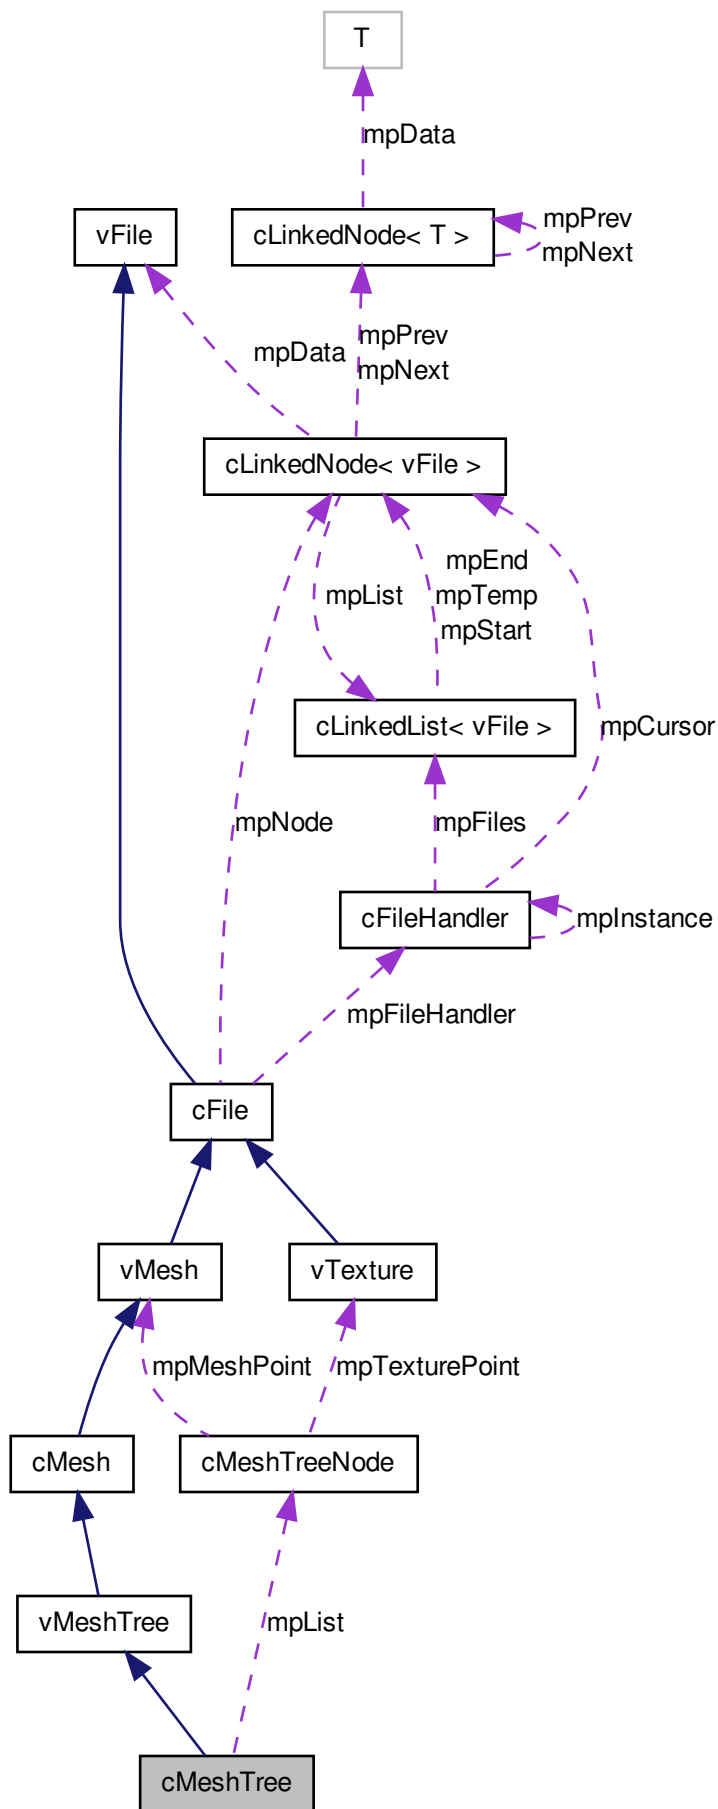 T
mpData
vFile
cLinkedNode< T >
mpPrev
mpNext
mpData
mpPrev
mpNext
cLinkedNode< vFile >
mpList
mpEnd
mpTemp
mpStart
cLinkedList< vFile >
mpCursor
mpNode
mpFiles
cFileHandler
mpInstance
mpFileHandler
cFile
vMesh
vTexture
mpMeshPoint
mpTexturePoint
cMesh
cMeshTreeNode
vMeshTree
mpList
cMeshTree